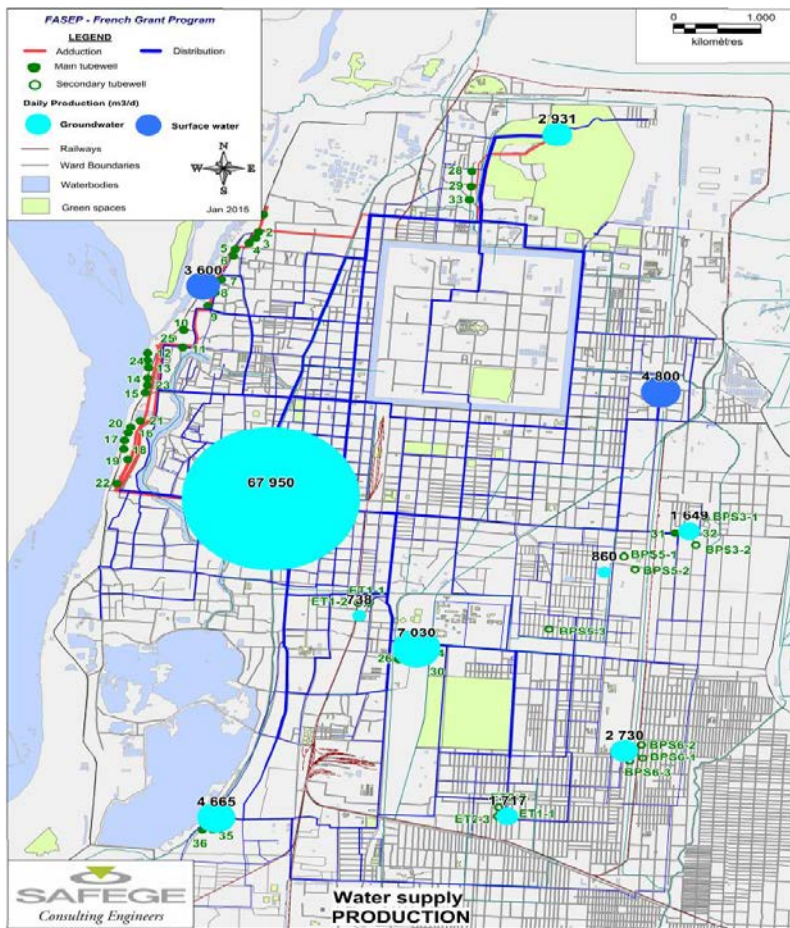 FASEP - French Grant Program
LEGEND
Adduction
Distribution
Main tubewell
Secondary tubewell
Daily Production (m3/d)
Groundwater
Surface water
Railways
Ward Boundaries
Waterbodies
Green spaces
N
W E
S
Jan 2015
0 1.000
kilomètres
2 931
28
29
33
2
3
4
5
6
3 600
7
8
9
10
25
11
24
13
14
23
15
4 800
21
20
16
17
18
19
22
67 950
1 649
BPS3-1
31
32
BPS3-2
860
BPS5-1
BPS5-2
ET1-1
ET1-2
738
BPS5-3
7 030
26
30
2 730
BPS6-2
BPS6-1
BPS6-3
4 665
36
35
1 717
ET2-3
ET1-1
SAFEGE
Consulting Engineers
Water supply
PRODUCTION